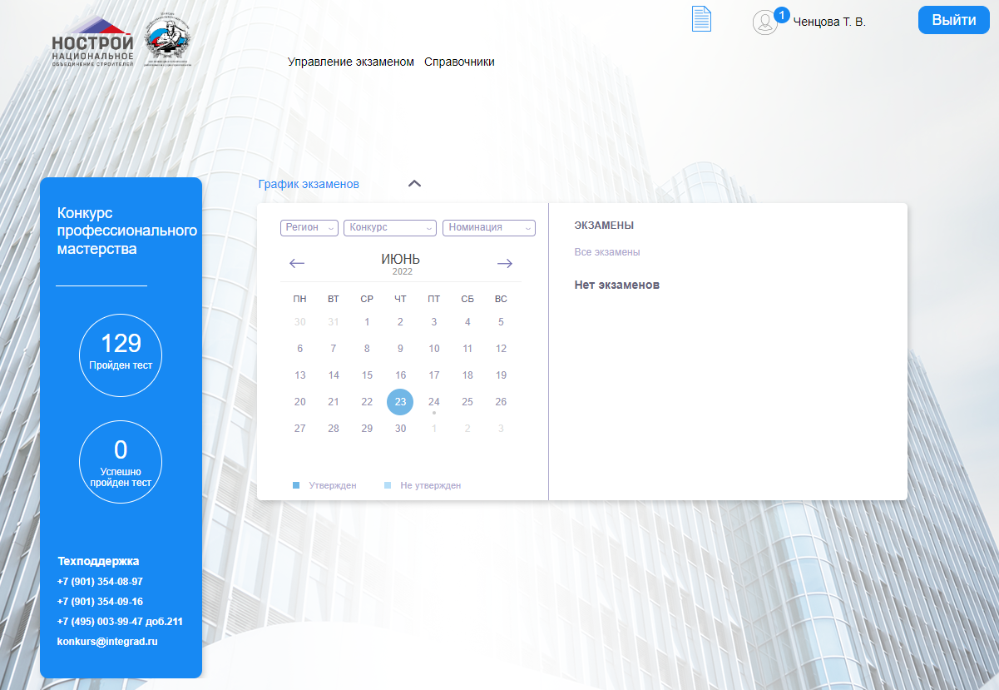 НОСТРОЙ
НАЦИОНАЛЬНОЕ
ОБЪЕДИНЕНИЕ СТРОИТЕЛЕЙ
1
Ченцова Т. В.
Выйти
Управление экзаменом Справочники
График экзаменов
Конкурс
профессионального
мастерства
129
Пройден тест
0
Успешно
пройден тест
Техподдержка
+7 (901) 354-08-97
+7 (901) 354-09-16
+7 (495) 003-99-47 доб.211
konkurs@integrad.ru
Регион Конкурс Номинация
ИЮНЬ
2022
ПН ВТ СР ЧТ ПТ СБ ВС
30 31 1 2 3 4 5
6 7 8 9 10 11 12
13 14 15 16 17 18 19
20 21 22 23 24 25 26
27 28 29 30 1 2 3
Утвержден Не утвержден
ЭКЗАМЕНЫ
Все экзамены
Нет экзаменов